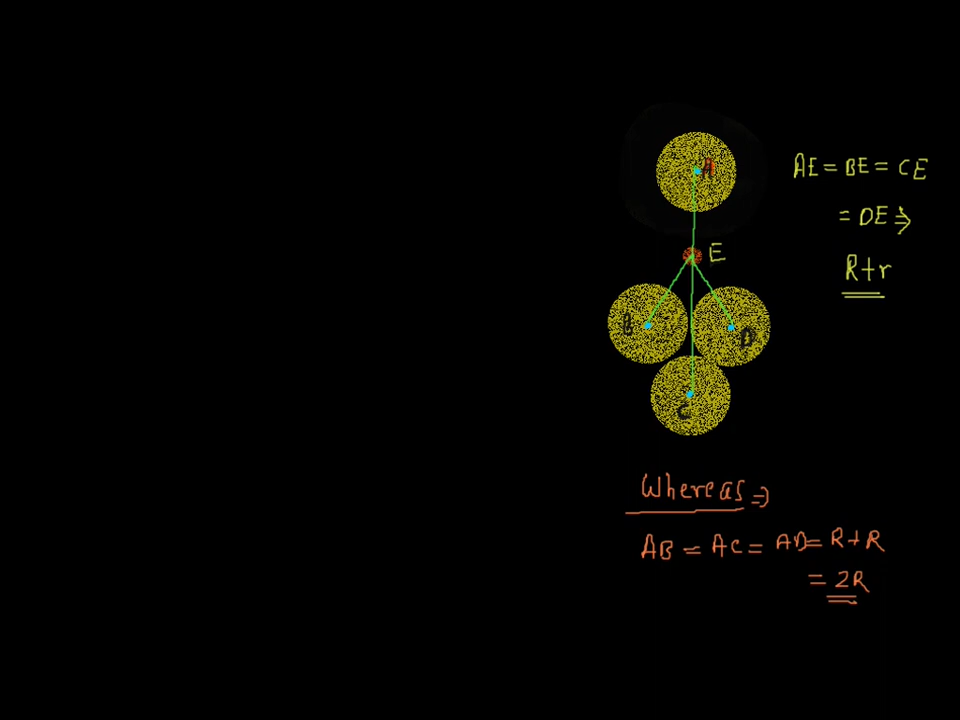 A
AE = BE = CE
= DE ⇒
E
R+r
B
D
C
Whereas ⇒
AB = AC = AD = R+R
= 2R